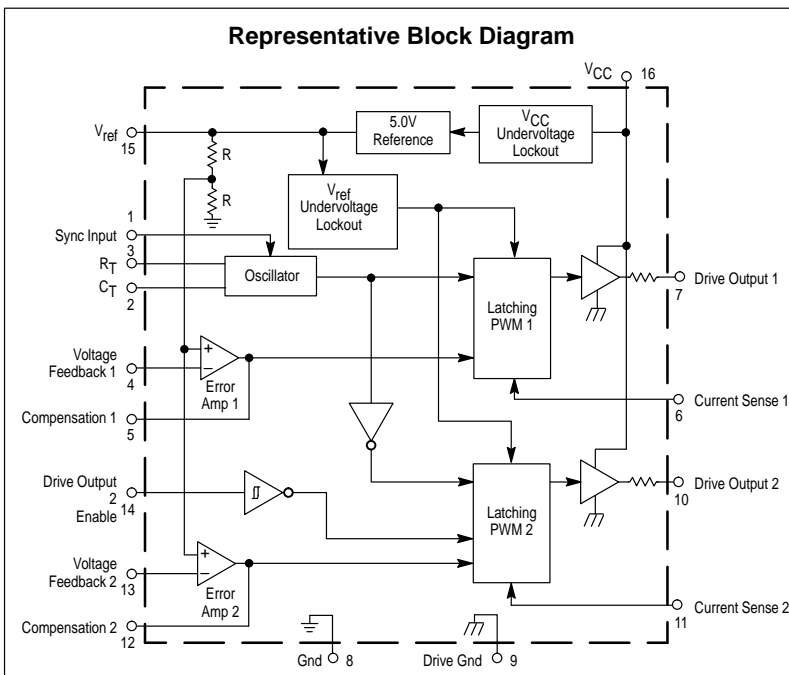 Representative Block Diagram
VCC 16
Vref
15
R
R
5.0V
Reference
VCC
Undervoltage
Lockout
Vref
Undervoltage
Lockout
1
Sync Input
3
RT
CT
2
Oscillator
Latching
PWM 1
Drive Output 1
7
Voltage
Feedback 1
4
+
–
Error
Amp 1
Compensation 1
5
Current Sense 1
6
Drive Output
2
Enable
14
Latching
PWM 2
Drive Output 2
10
Voltage
Feedback 2
13
+
–
Error
Amp 2
Compensation 2
12
Current Sense 2
11
Gnd 8
Drive Gnd 9